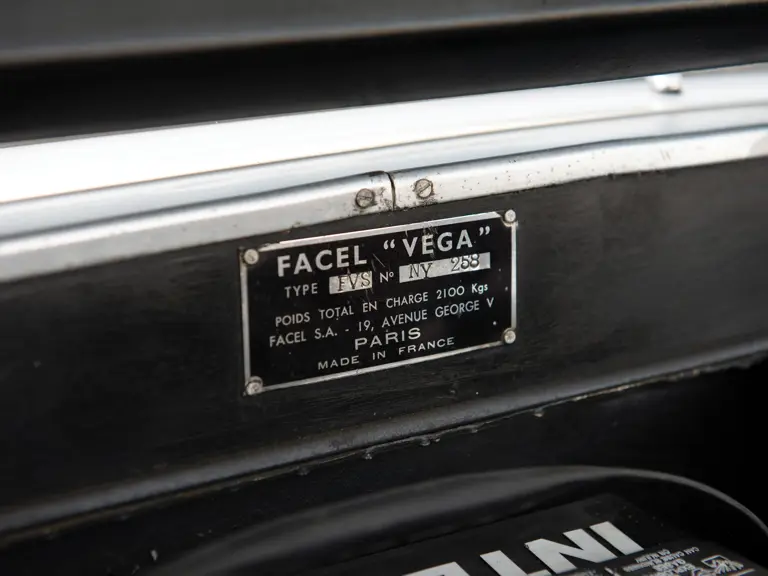 FACEL "VEGA"
TYPE FVS Nº NY 258
POIDS TOTAL EN CHARGE 2100 Kgs
FACEL S.A. - 19, AVENUE GEORGE V
PARIS
MADE IN FRANCE
INTE